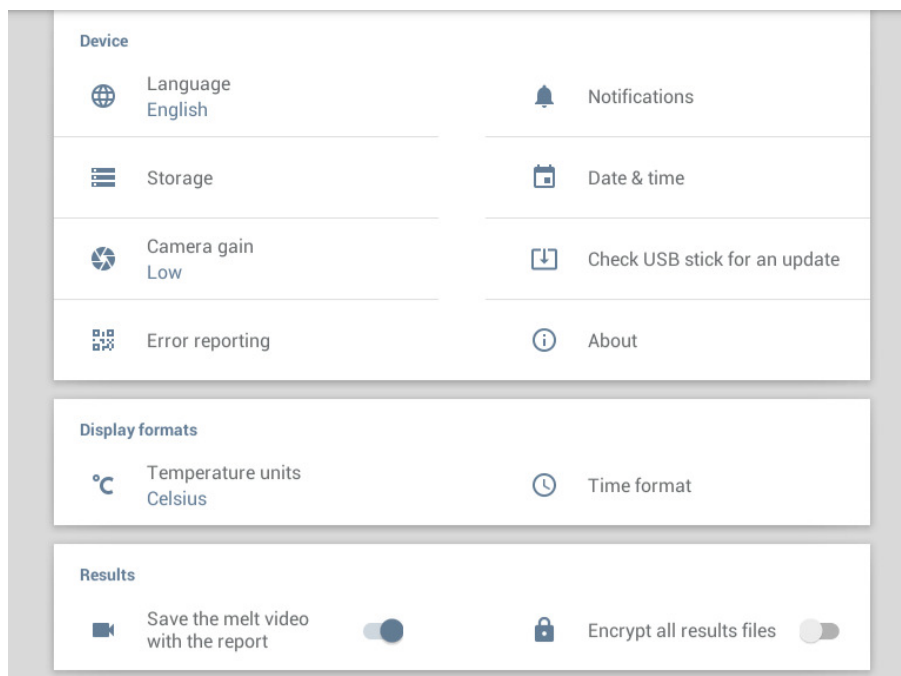 Device
Language
English
Notifications
Storage
Date & time
Camera gain
Low
Check USB stick for an update
Error reporting
About
Display formats
°C
Temperature units
Celsius
Time format
Results
Save the melt video
with the report
Encrypt all results files